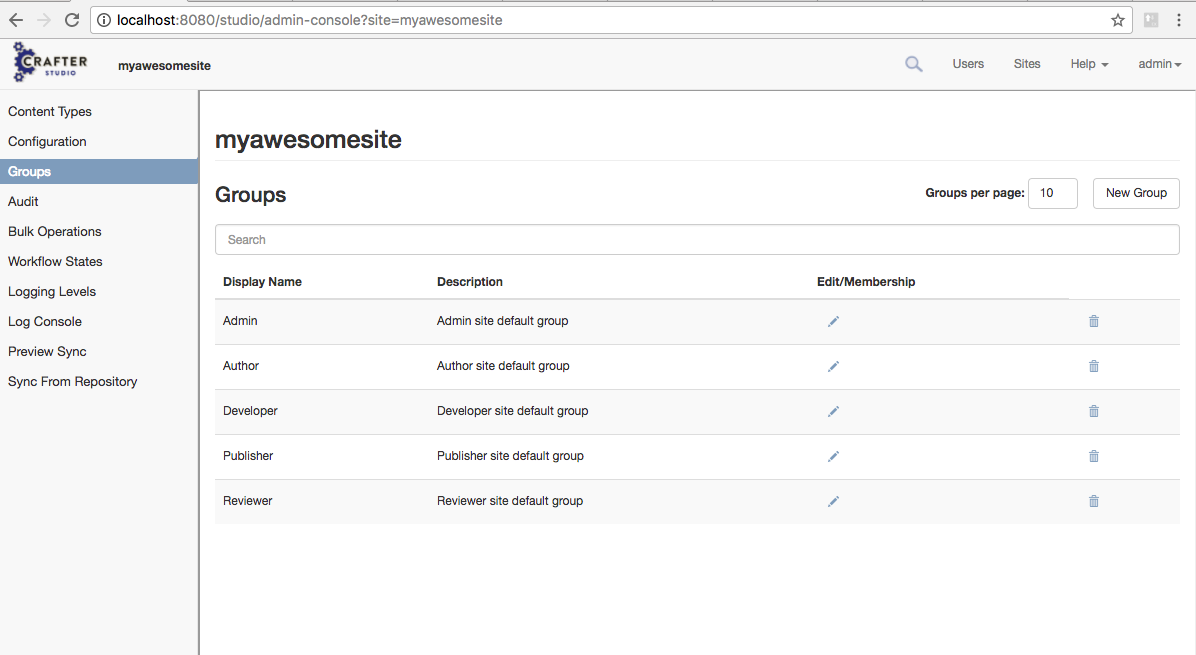 localhost:8080/studio/admin-console?site=myawesomesite
CRAFTER
STUDIO
myawesomesite
Users
Sites
Help
admin
Content Types
Configuration
Groups
Audit
Bulk Operations
Workflow States
Logging Levels
Log Console
Preview Sync
Sync From Repository
myawesomesite
Groups
Groups per page: 10
New Group
Search
Display Name Description Edit/Membership
Admin Admin site default group
Author Author site default group
Developer Developer site default group
Publisher Publisher site default group
Reviewer Reviewer site default group